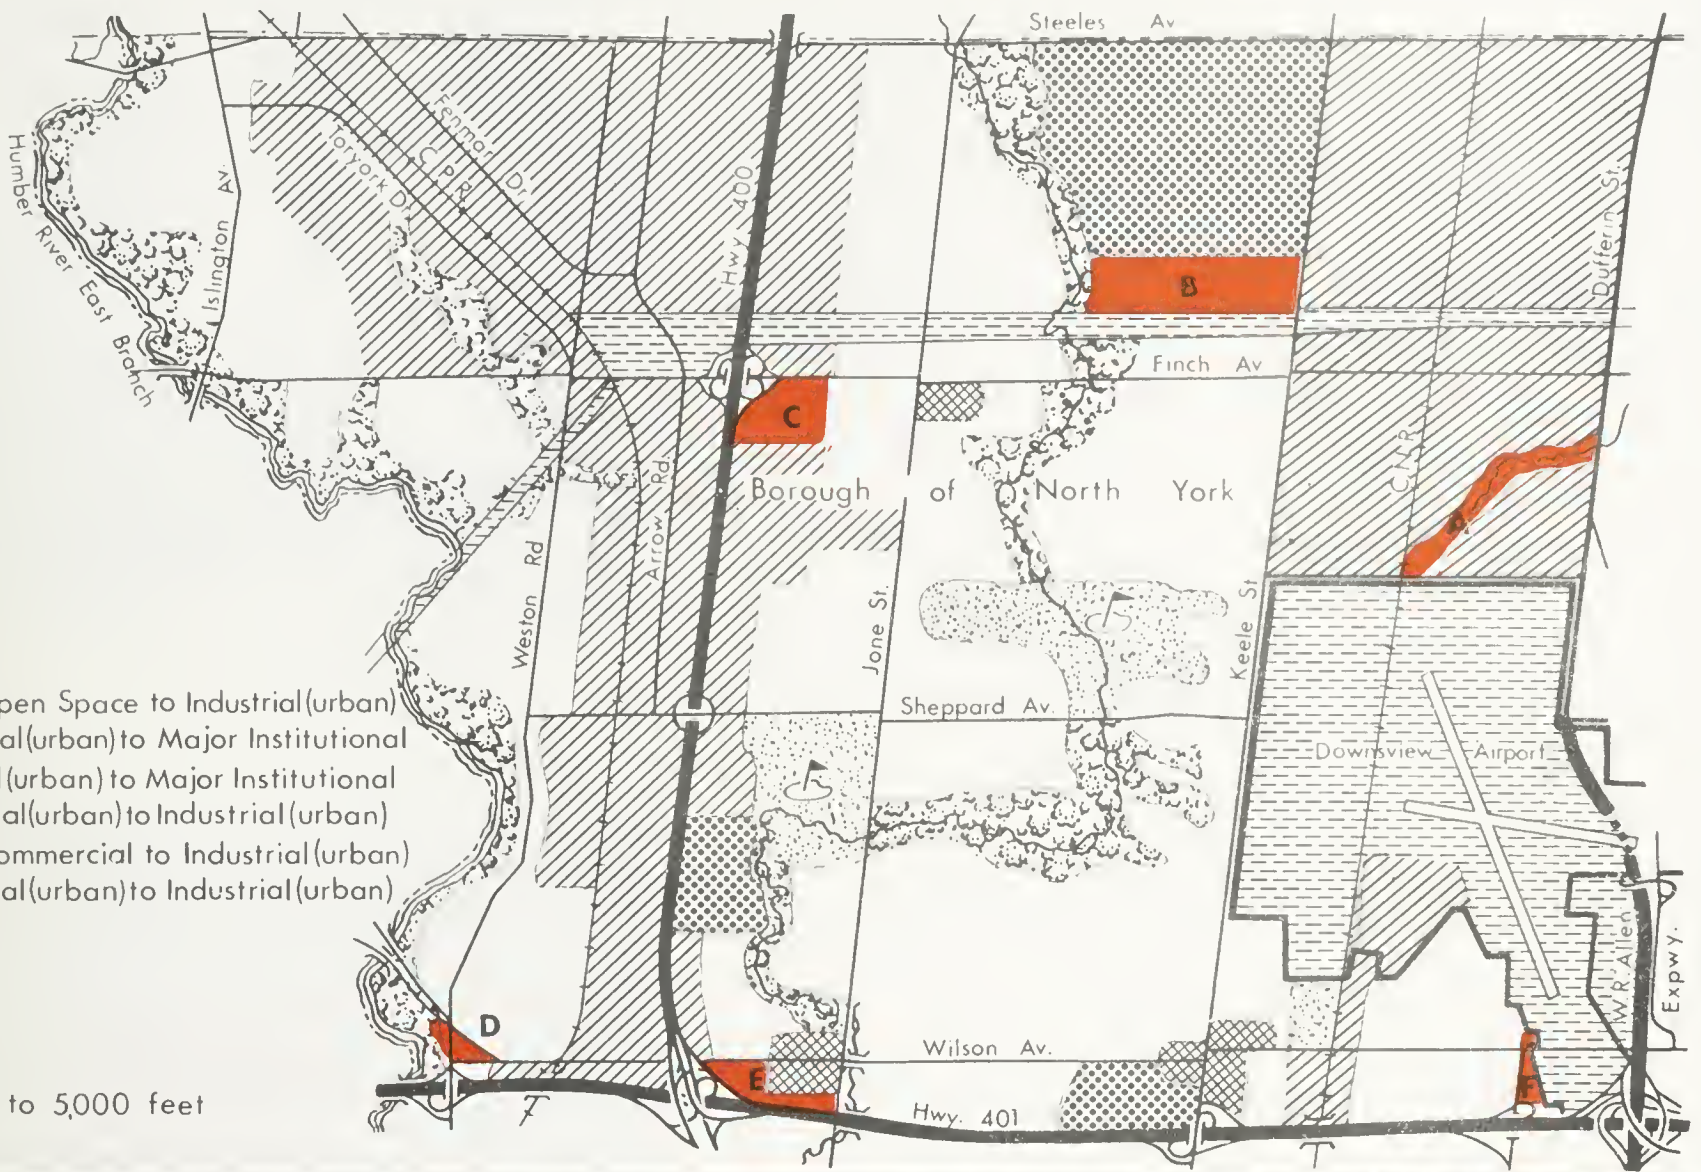 Steeles Av
Fenmar Dr.
C.P.R.
Toryork Dr.
Hwy 400
Humber River East Branch
Islington Av.
Dufferin St.
B
Finch Av
C
Borough of North York
C.N.R.
A
Arrow Rd.
Weston Rd
Jane St.
Keele St
Sheppard Av.
pen Space to Industrial(urban)
al(urban) to Major Institutional
(urban) to Major Institutional
al(urban) to Industrial (urban)
ommercial to Industrial (urban)
al(urban) to Industrial (urban)
Downsview Airport
W.R. Allen Expwy.
D
Wilson Av.
E
F
to 5,000 feet
Hwy. 401